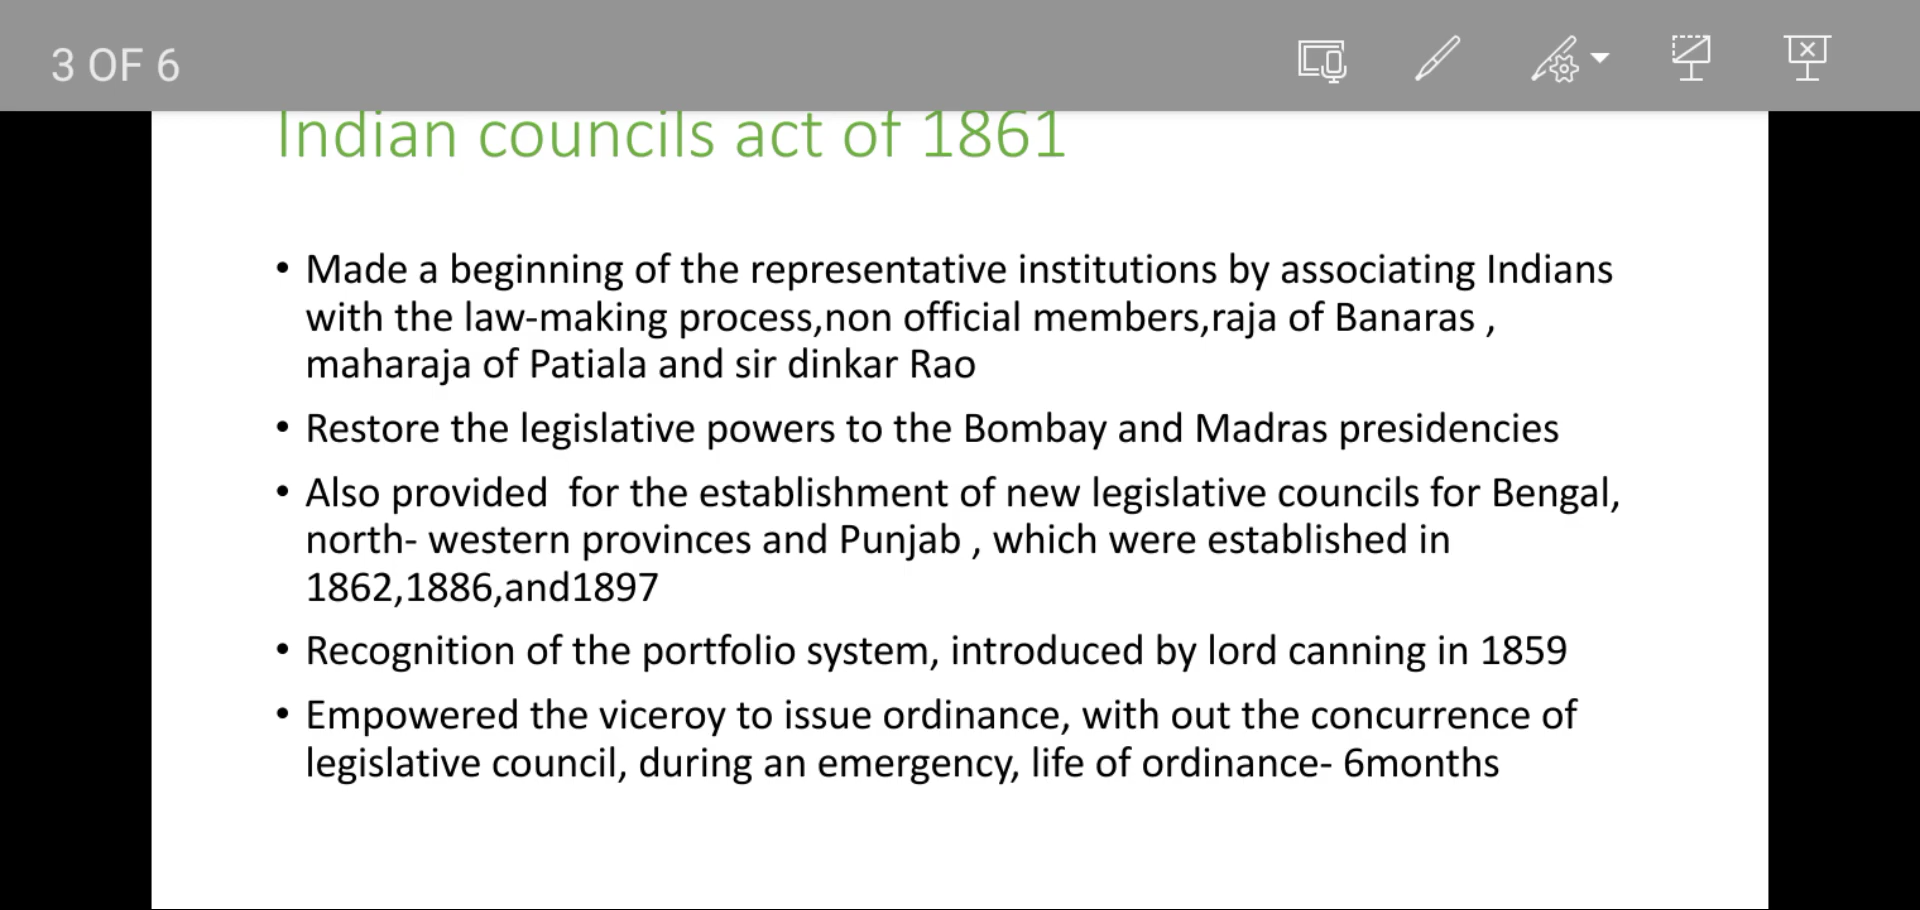 3 OF 6
Indian councils act of 1861
• Made a beginning of the representative institutions by associating Indians
with the law-making process,non official members,raja of Banaras ,
maharaja of Patiala and sir dinkar Rao
• Restore the legislative powers to the Bombay and Madras presidencies
• Also provided  for the establishment of new legislative councils for Bengal,
north- western provinces and Punjab , which were established in
1862,1886,and1897
• Recognition of the portfolio system, introduced by lord canning in 1859
• Empowered the viceroy to issue ordinance, with out the concurrence of
legislative council, during an emergency, life of ordinance- 6months